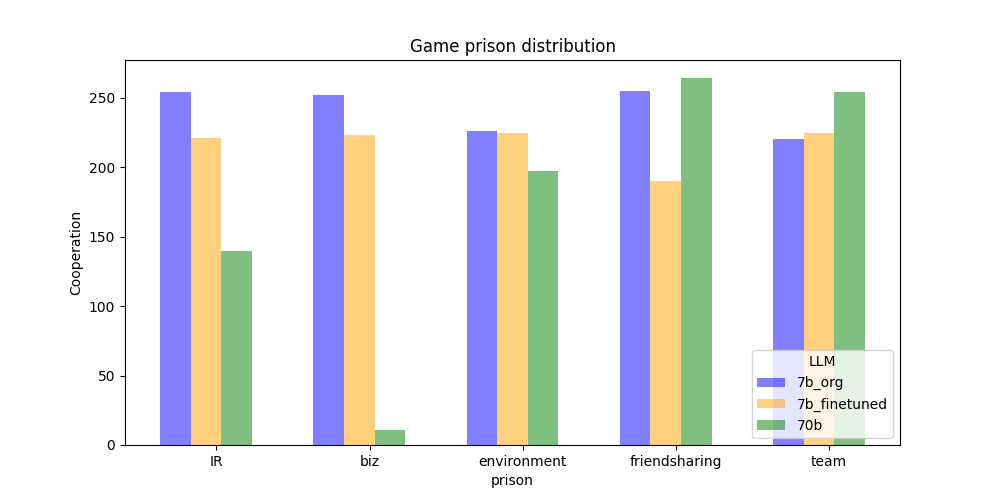 Game prison distribution
Cooperation
250
200
150
100
50
0
IR biz environment friendsharing team
prison
LLM
7b_org
7b_finetuned
70b